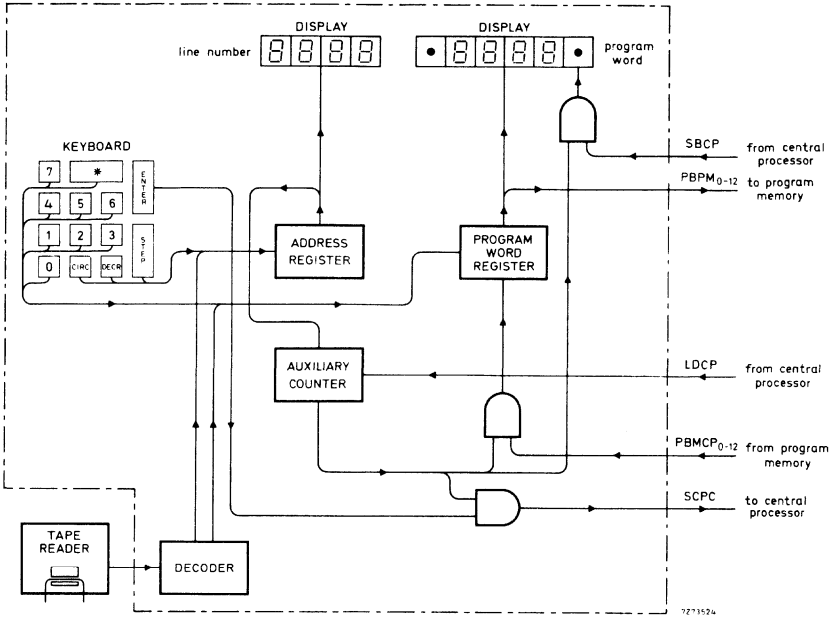 DISPLAY
DISPLAY
line number
program
word
KEYBOARD
7 *
ENTER
4 5 6
1 2 3
STEP
0 CIRC DECR
SBCP from central
processor
PBPM0-12 to program
memory
ADDRESS
REGISTER
PROGRAM
WORD
REGISTER
AUXILIARY
COUNTER
LDCP from central
processor
PBMCP0-12 from program
memory
SCPC to central
processor
TAPE
READER
DECODER
7Z73524